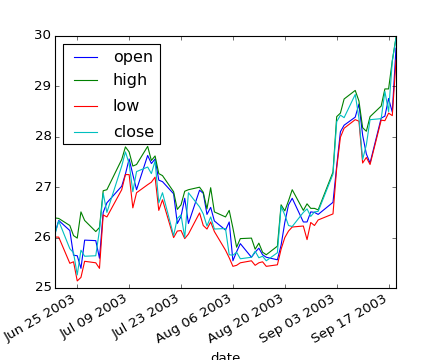 30
29
28
27
26
25
open
high
low
close
Jun 25 2003
Jul 09 2003
Jul 23 2003
Aug 06 2003
Aug 20 2003
Sep 03 2003
Sep 17 2003
date